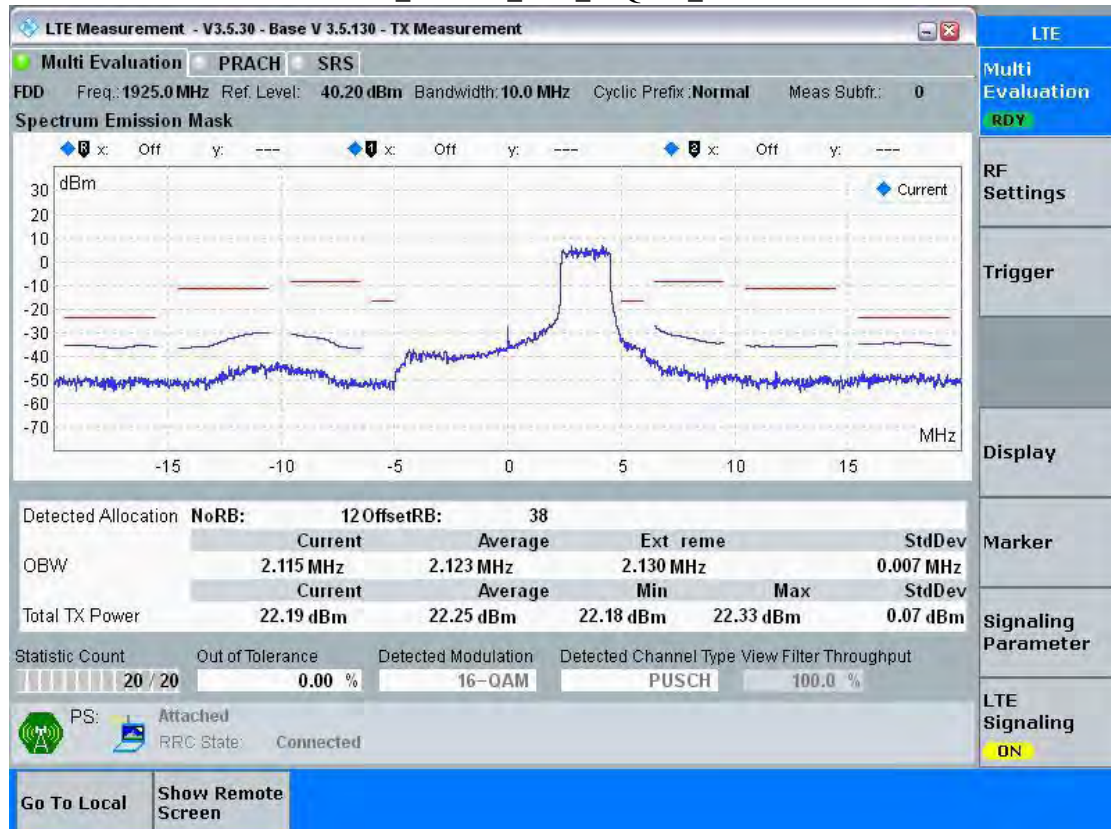 LTE Measurement - V3.5.30 - Base V 3.5.130 - TX Measurement
LTE
Multi Evaluation PRACH SRS
Multi
Evaluation
RDY
FDD Freq.: 1925.0 MHz Ref. Level: 40.20 dBm Bandwidth: 10.0 MHz Cyclic Prefix : Normal Meas Subfr.: 0
Spectrum Emission Mask
R x: Off y: --- 1 x: Off y: --- 2 x: Off y: ---
dBm
Current
30
20
10
0
-10
-20
-30
-40
-50
-60
-70
MHz
-15 -10 -5 0 5 10 15
RF
Settings
Trigger
Display
Marker
Signaling
Parameter
LTE
Signaling
ON
Detected Allocation NoRB: 12 OffsetRB: 38
Current Average Ext reme StdDev
OBW 2.115 MHz 2.123 MHz 2.130 MHz 0.007 MHz
Current Average Min Max StdDev
Total TX Power 22.19 dBm 22.25 dBm 22.18 dBm 22.33 dBm 0.07 dBm
Statistic Count Out of Tolerance Detected Modulation Detected Channel Type View Filter Throughput
20 / 20 0.00 % 16-QAM PUSCH 100.0 %
PS: Attached
RRC State: Connected
Go To Local
Show Remote
Screen